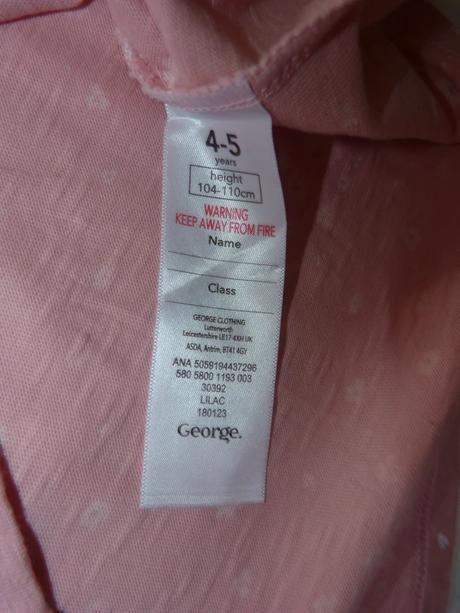 4-5
years
height
104-110cm
WARNING
KEEP AWAY FROM FIRE
Name
Class
GEORGE CLOTHING
Lutterworth
Leicestershire LE17 4XH UK
ASDA, Antrim, BT41 4GY
ANA 5059194437296
580 5800 1193 003
30392
LILAC
180123
George.